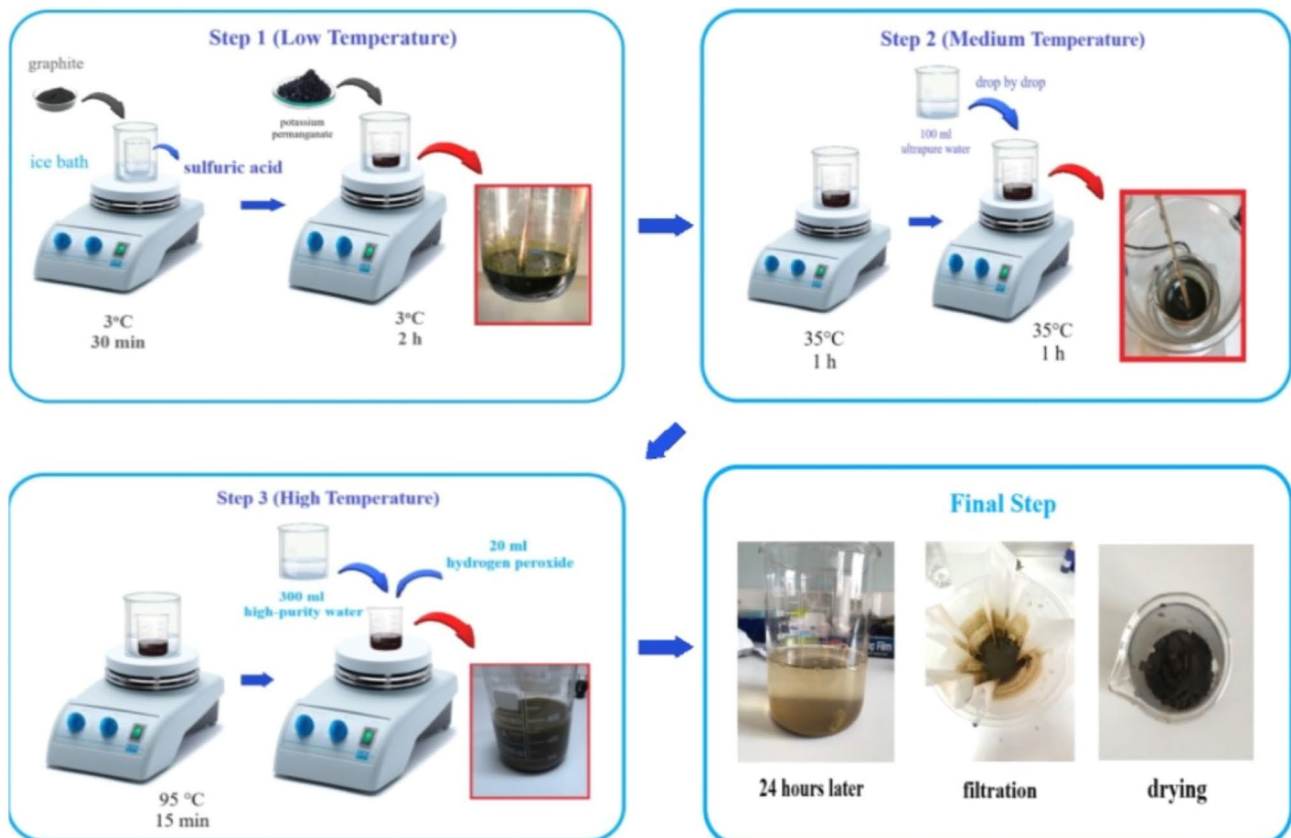 Step 1 (Low Temperature)
graphite
potassium
permanganate
ice bath
sulfuric acid
3°C
30 min
3°C
2 h
Step 2 (Medium Temperature)
drop by drop
100 ml
ultrapure water
35°C
1 h
35°C
1 h
Step 3 (High Temperature)
20 ml
hydrogen peroxide
300 ml
high-purity water
95 °C
15 min
Final Step
Film
24 hours later
filtration
drying